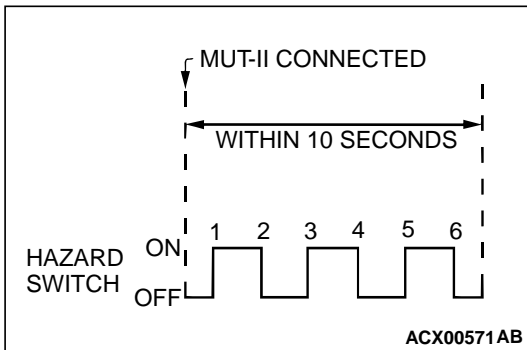 MUT-II CONNECTED
WITHIN 10 SECONDS
1 2 3 4 5 6
HAZARD SWITCH
ON
OFF
ACX00571AB